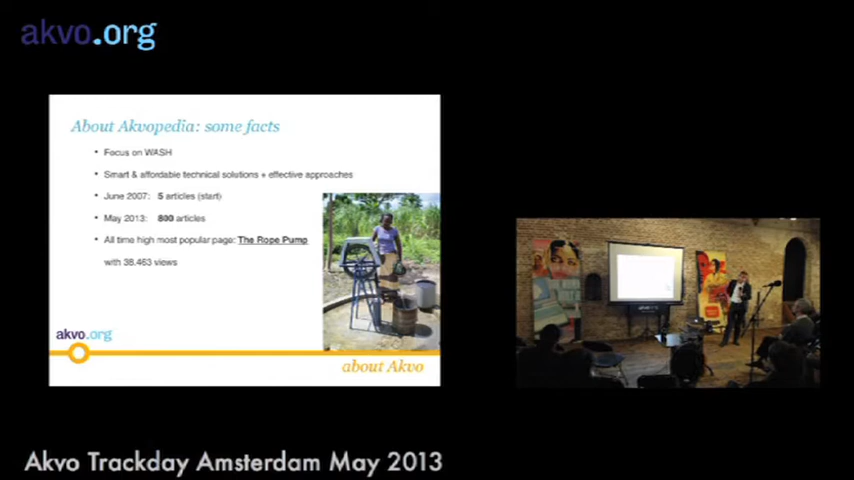 akvo.org
About Akvopedia: some facts
• Focus on WASH
• Smart & affordable technical solutions + effective approaches
• June 2007: 5 articles (start)
• May 2013: 800 articles
• All time high most popular page: The Rope Pump
with 38.463 views
akvo.org
about Akvo
Akvo Trackday Amsterdam May 2013